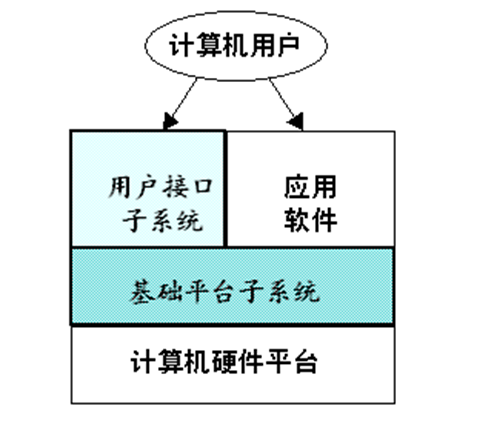 计算机用户
用户接口
子系统
应用
软件
基础平台子系统
计算机硬件平台